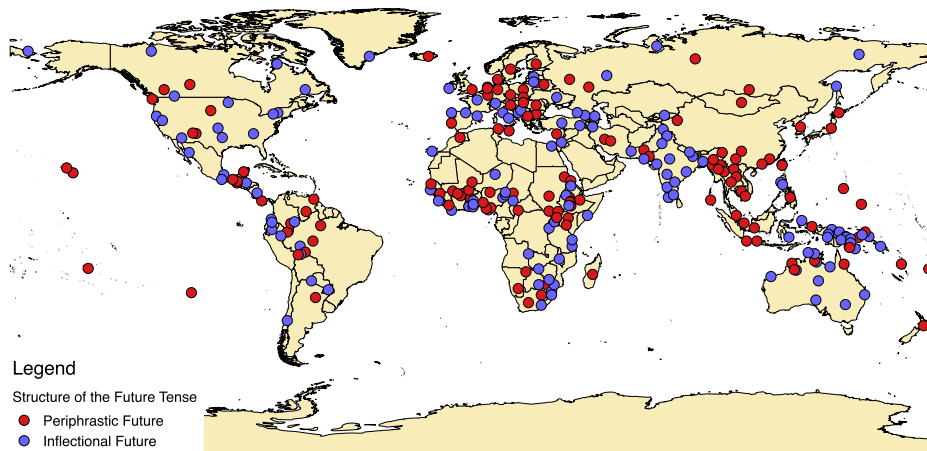 Legend
Structure of the Future Tense
Periphrastic Future
Inflectional Future